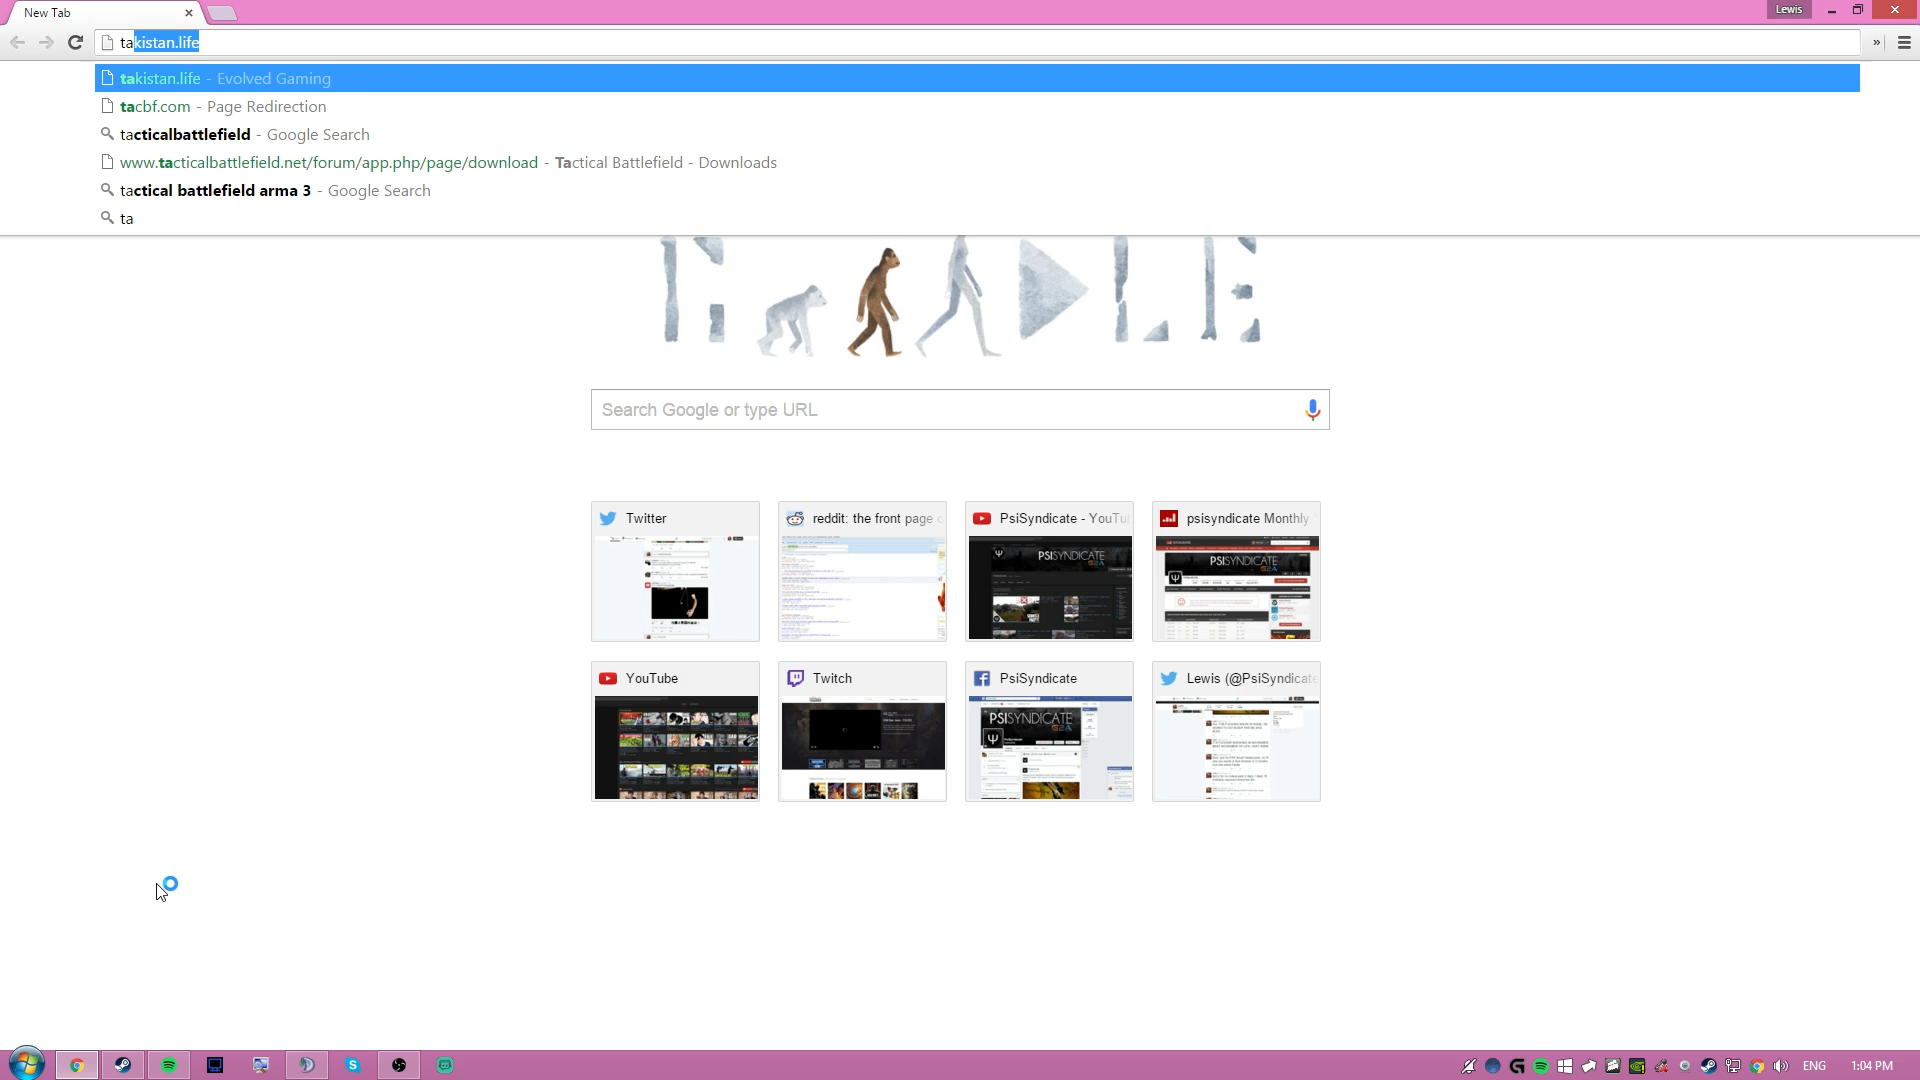 New Tab
Lewis
takistan.life
takistan.life - Evolved Gaming
tacbf.com - Page Redirection
tacticalbattlefield - Google Search
www.tacticalbattlefield.net/forum/app.php/page/download - Tactical Battlefield - Downloads
tactical battlefield arma 3 - Google Search
ta
Search Google or type URL
Twitter
reddit: the front page
PsiSyndicate - YouTu
psisyndicate Monthly
PSISYNDICATE
PSISYNDICATE
YouTube
Twitch
PsiSyndicate
Lewis (@PsiSyndicate
PSISYNDICATE
G2A
ENG
1:04 PM